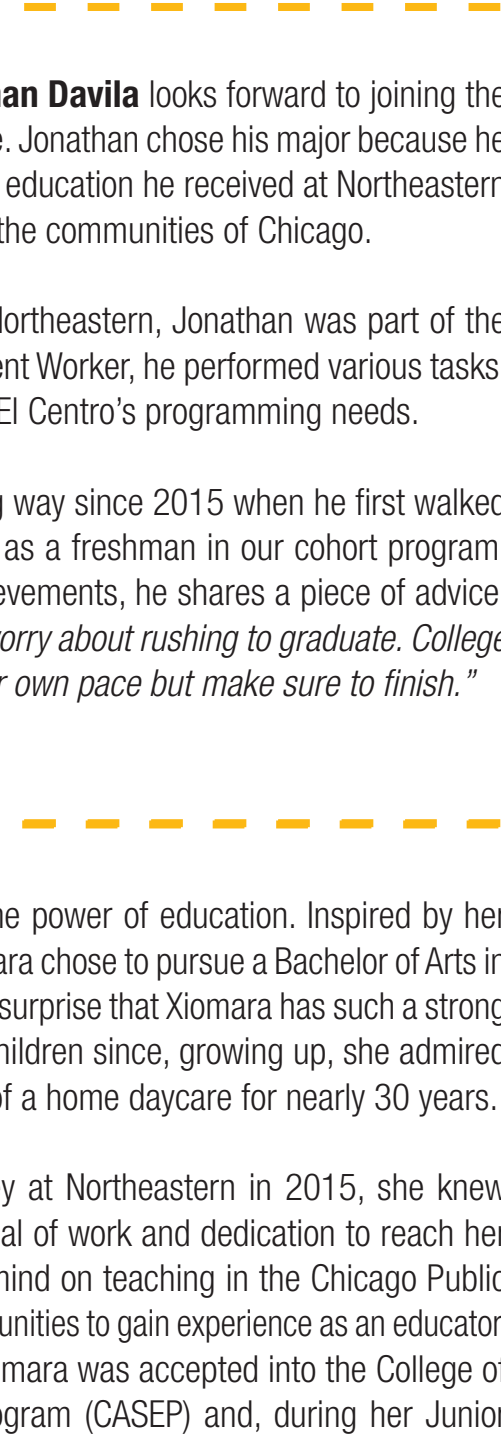 han Davila looks forward to joining the
e. Jonathan chose his major because he
education he received at Northeastern
the communities of Chicago.
Northeastern, Jonathan was part of the
ent Worker, he performed various tasks
El Centro's programming needs.
g way since 2015 when he first walked
as a freshman in our cohort program
evements, he shares a piece of advice
worry about rushing to graduate. College
r own pace but make sure to finish."
he power of education. Inspired by her
ara chose to pursue a Bachelor of Arts in
surprise that Xiomara has such a strong
children since, growing up, she admired
of a home daycare for nearly 30 years.
y at Northeastern in 2015, she knew
al of work and dedication to reach her
mind on teaching in the Chicago Public
unities to gain experience as an educator
mara was accepted into the College of
ogram (CASEP) and, during her Junior